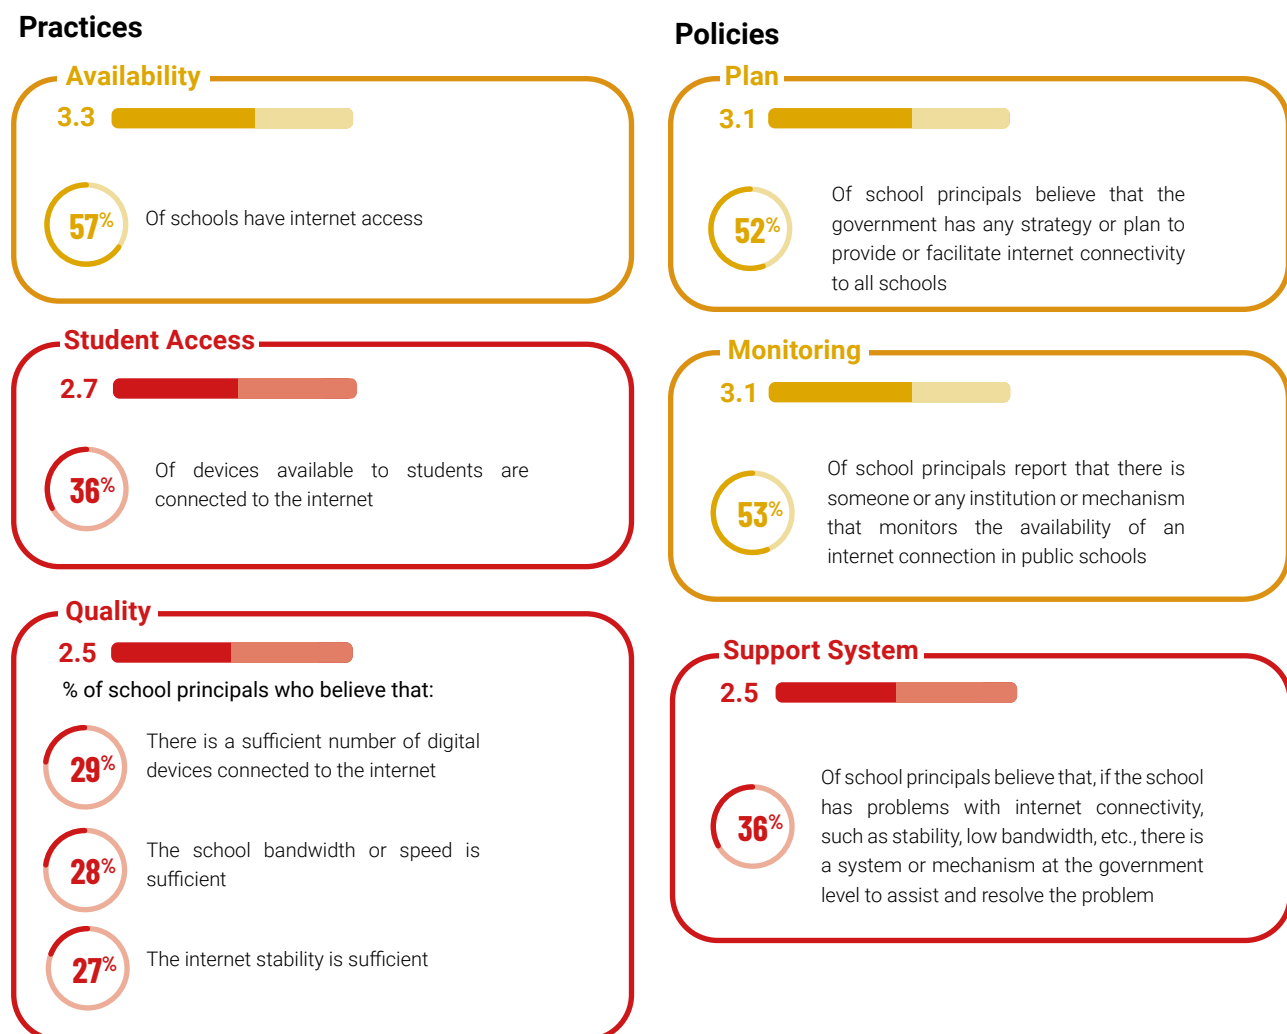 Practices
Availability
3.3
57%
Of schools have internet access
Student Access
2.7
36%
Of devices available to students are
connected to the internet
Quality
2.5
% of school principals who believe that:
29%
There is a sufficient number of digital
devices connected to the internet
28%
The school bandwidth or speed is
sufficient
27%
The internet stability is sufficient
Policies
Plan
3.1
52%
Of school principals believe that the
government has any strategy or plan to
provide or facilitate internet connectivity
to all schools
Monitoring
3.1
53%
Of school principals report that there is
someone or any institution or mechanism
that monitors the availability of an
internet connection in public schools
Support System
2.5
36%
Of school principals believe that, if the school
has problems with internet connectivity,
such as stability, low bandwidth, etc., there is
a system or mechanism at the government
level to assist and resolve the problem